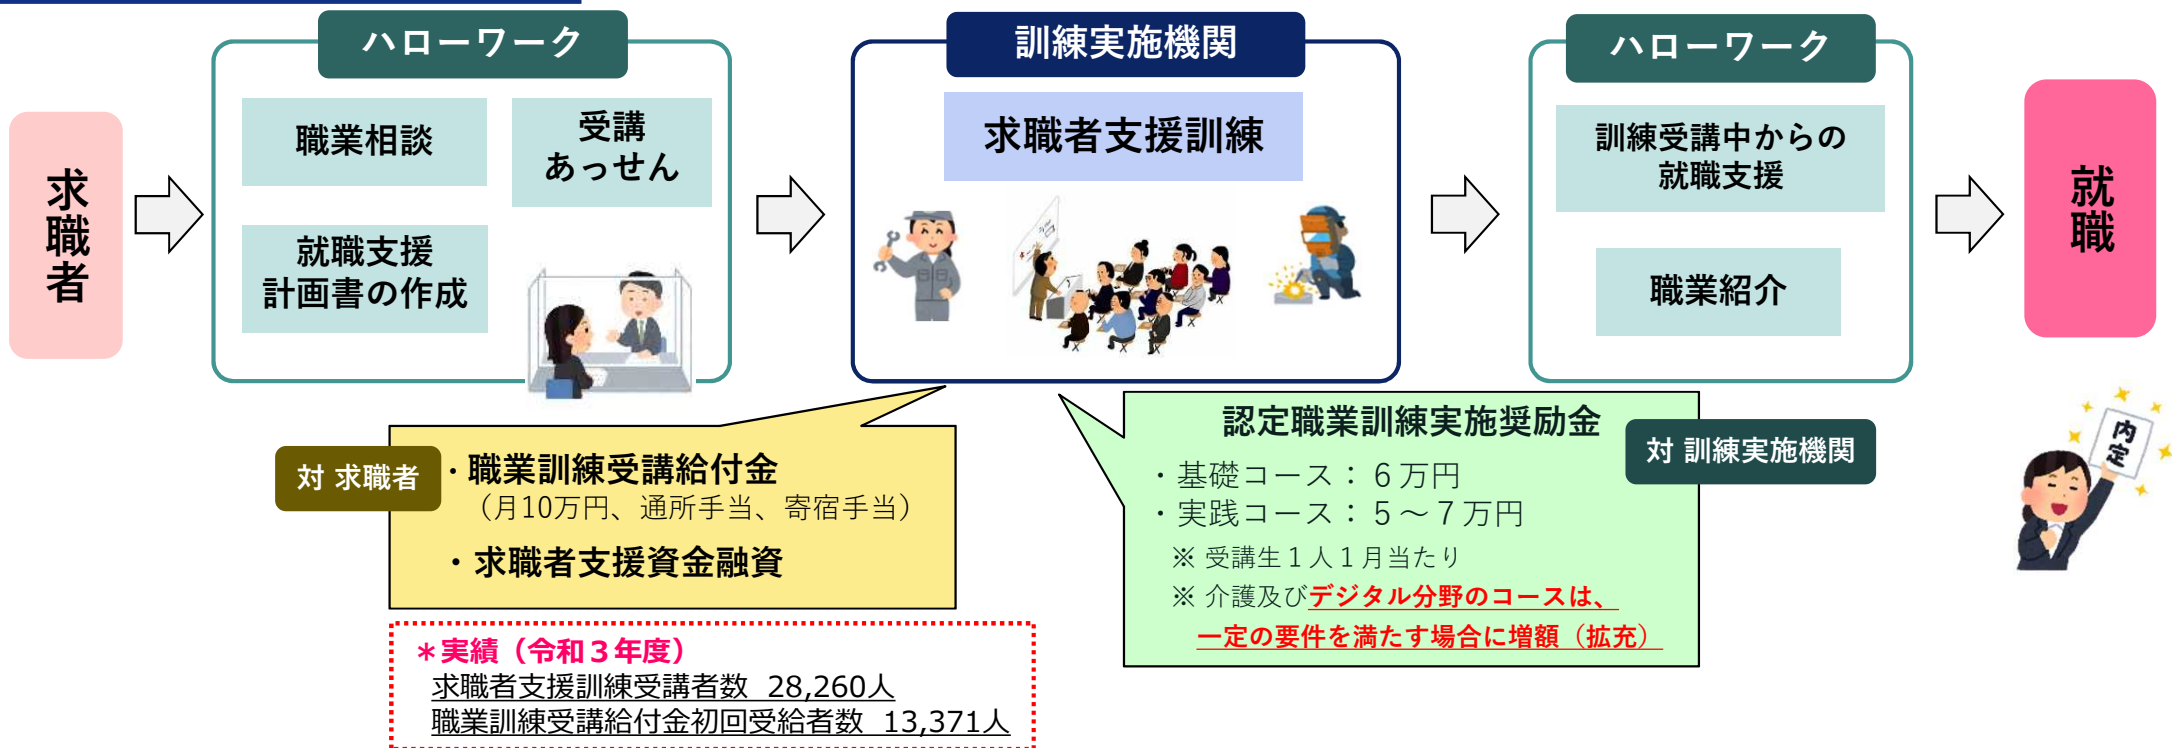 求職者
ハローワーク
職業相談
受講
あっせん
就職支援
計画書の作成
訓練実施機関
求職者支援訓練
ハローワーク
訓練受講中からの
就職支援
職業紹介
就職
内定
対 求職者
・職業訓練受講給付金
（月10万円、通所手当、寄宿手当）
・求職者支援資金融資
認定職業訓練実施奨励金
対 訓練実施機関
・基礎コース：６万円
・実践コース：５～７万円
※ 受講生１人１月当たり
※ 介護及びデジタル分野のコースは、
一定の要件を満たす場合に増額（拡充）
＊実績（令和３年度）
求職者支援訓練受講者数 28,260人
職業訓練受講給付金初回受給者数 13,371人